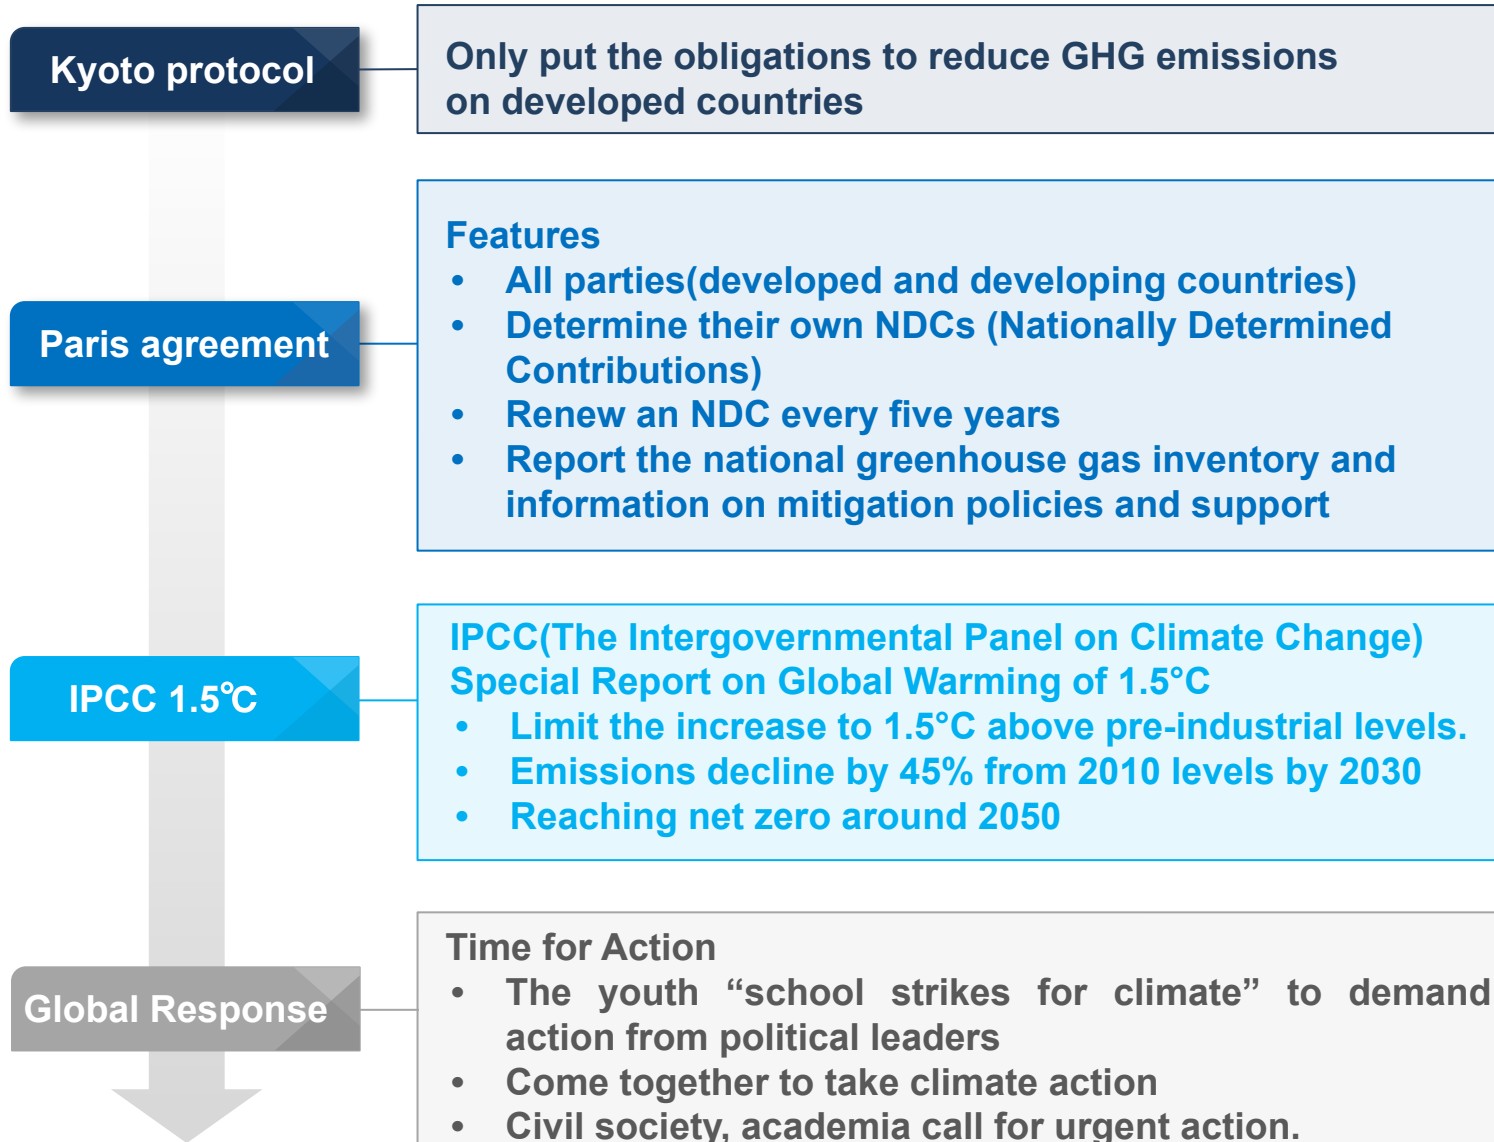 Kyoto protocol
Only put the obligations to reduce GHG emissions
on developed countries
Paris agreement
Features
• All parties(developed and developing countries)
• Determine their own NDCs (Nationally Determined
Contributions)
• Renew an NDC every five years
• Report the national greenhouse gas inventory and
information on mitigation policies and support
IPCC 1.5℃
IPCC(The Intergovernmental Panel on Climate Change)
Special Report on Global Warming of 1.5°C
• Limit the increase to 1.5°C above pre-industrial levels.
• Emissions decline by 45% from 2010 levels by 2030
• Reaching net zero around 2050
Global Response
Time for Action
• The youth “school strikes for climate” to demand
action from political leaders
• Come together to take climate action
• Civil society, academia call for urgent action.